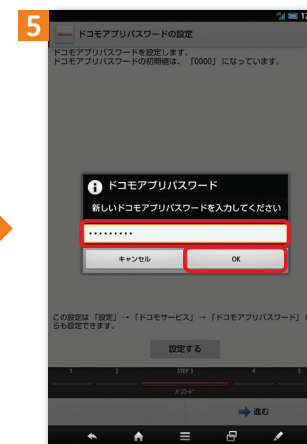 5
12
ドコモアプリパスワードの設定
ドコモアプリパスワードを設定します。
ドコモアプリパスワードの初期値は、「0000」になっています。
ドコモアプリパスワード
新しいドコモアプリパスワードを入力してください
•••••••••
キャンセル
OK
この設定は「設定」→「ドコモサービス」→「ドコモアプリパスワード」か
らも設定できます。
設定する
1 2 STEP 3 4 5
進む